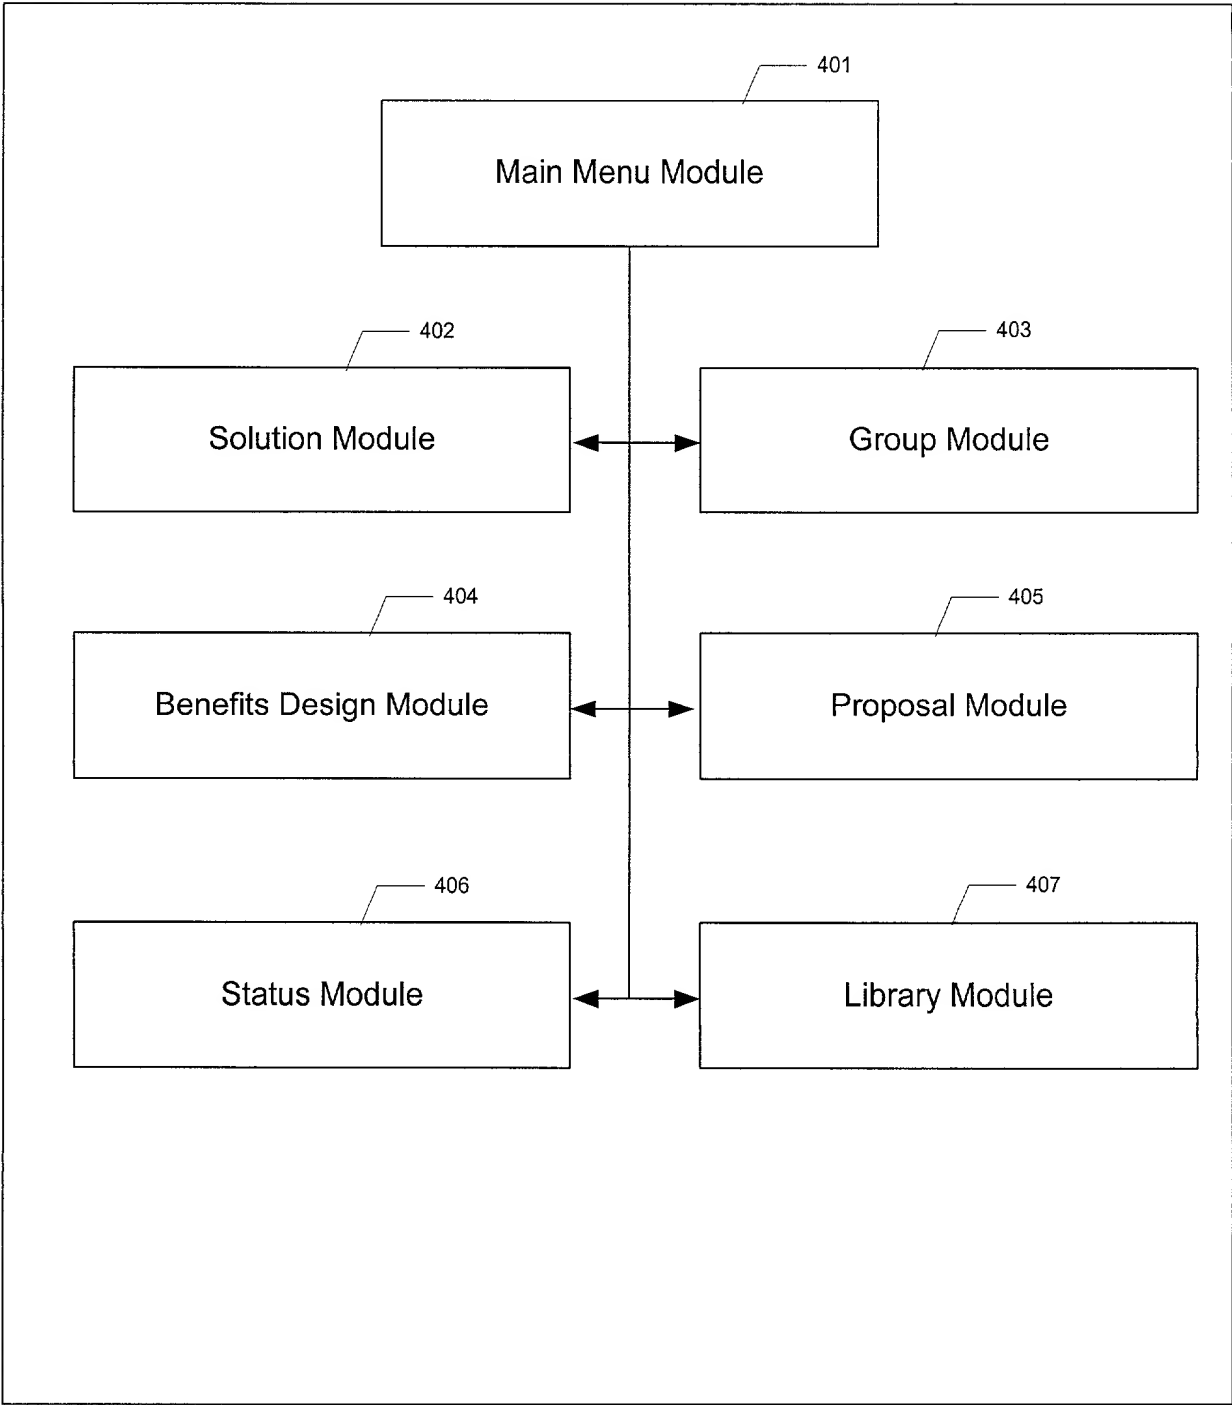 401
Main Menu Module
402
403
Solution Module
Group Module
404
405
Benefits Design Module
Proposal Module
406
407
Status Module
Library Module